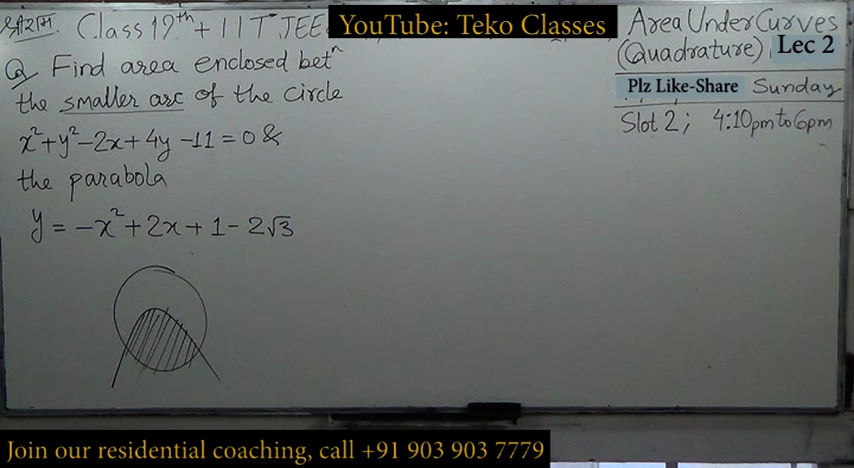 Class 12th + IIT JEE
YouTube: Teko Classes
Area Under Curves
(Quadrature)
Lec 2
Plz Like-Share
Sunday
Slot 2; 4:10pm to 6pm
Q Find area enclosed betⁿ
the smaller arc of the circle
x²+y²-2x+4y-11=0 &
the parabola
y = -x²+2x+1-2√3
Join our residential coaching, call +91 903 903 7779